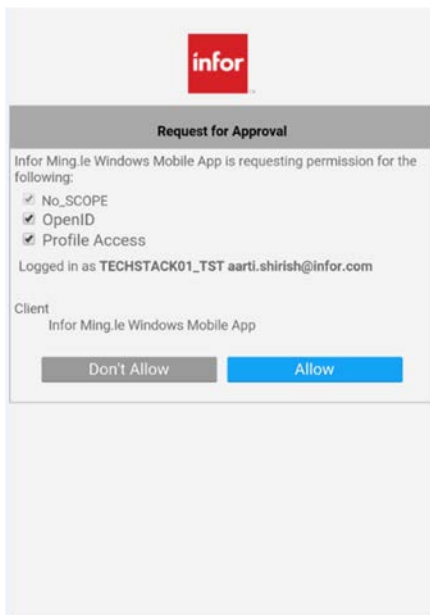 infor
Request for Approval
Infor Ming.le Windows Mobile App is requesting permission for the
following:
No_SCOPE
OpenID
Profile Access
Logged in as TECHSTACK01_TST aarti.shirish@infor.com
Client
Infor Ming.le Windows Mobile App
Don't Allow
Allow